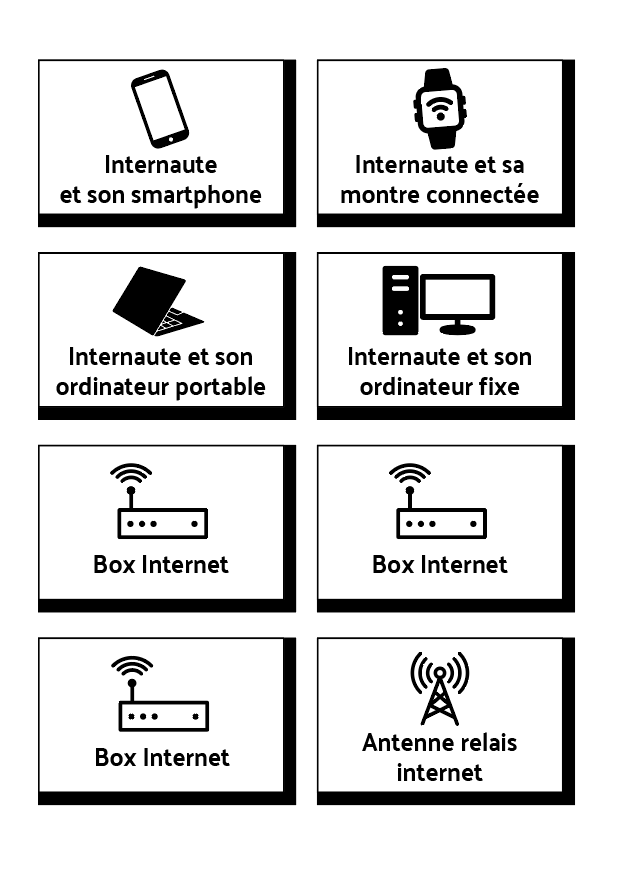 Internaute
et son smartphone
Internaute et sa
montre connectée
Internaute et son
ordinateur portable
Internaute et son
ordinateur fixe
Box Internet
Box Internet
Box Internet
Antenne relais
internet